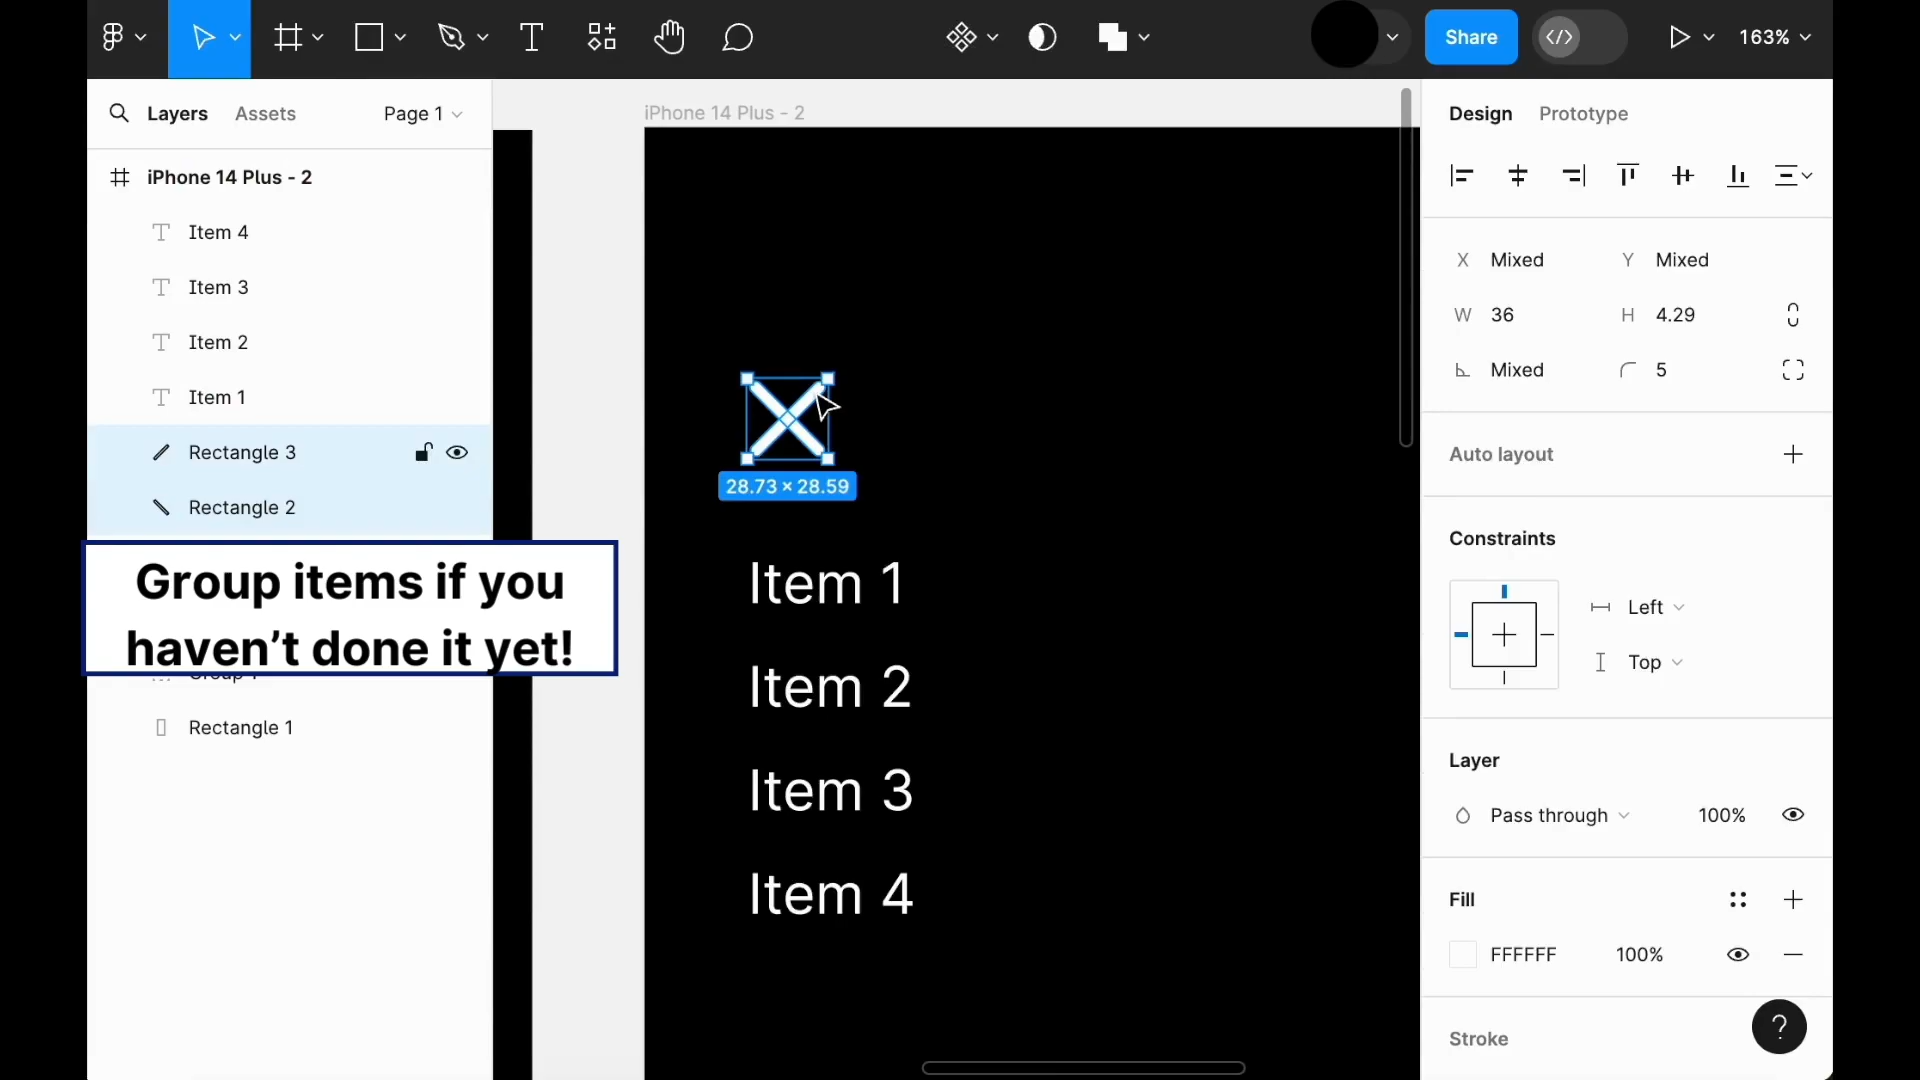 Share
</>
163%
Layers
Assets
Page 1
iPhone 14 Plus - 2
Design
Prototype
iPhone 14 Plus - 2
Item 4
Item 3
Item 2
Item 1
Rectangle 3
Rectangle 2
Group items if you
haven't done it yet!
Rectangle 1
28.73 × 28.59
Item 1
Item 2
Item 3
Item 4
X Mixed
Y Mixed
W 36
H 4.29
Mixed
5
Auto layout
Constraints
Left
Top
Layer
Pass through
100%
Fill
FFFFFF
100%
Stroke
?